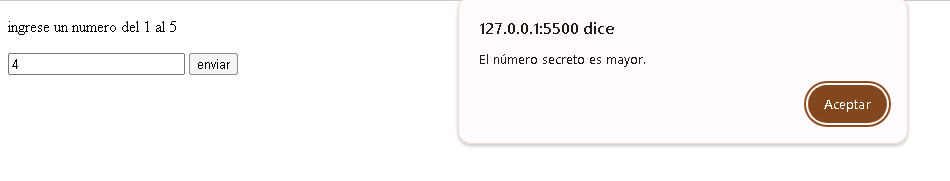 ingrese un numero del 1 al 5
4
enviar
127.0.0.1:5500 dice
El número secreto es mayor.
Aceptar